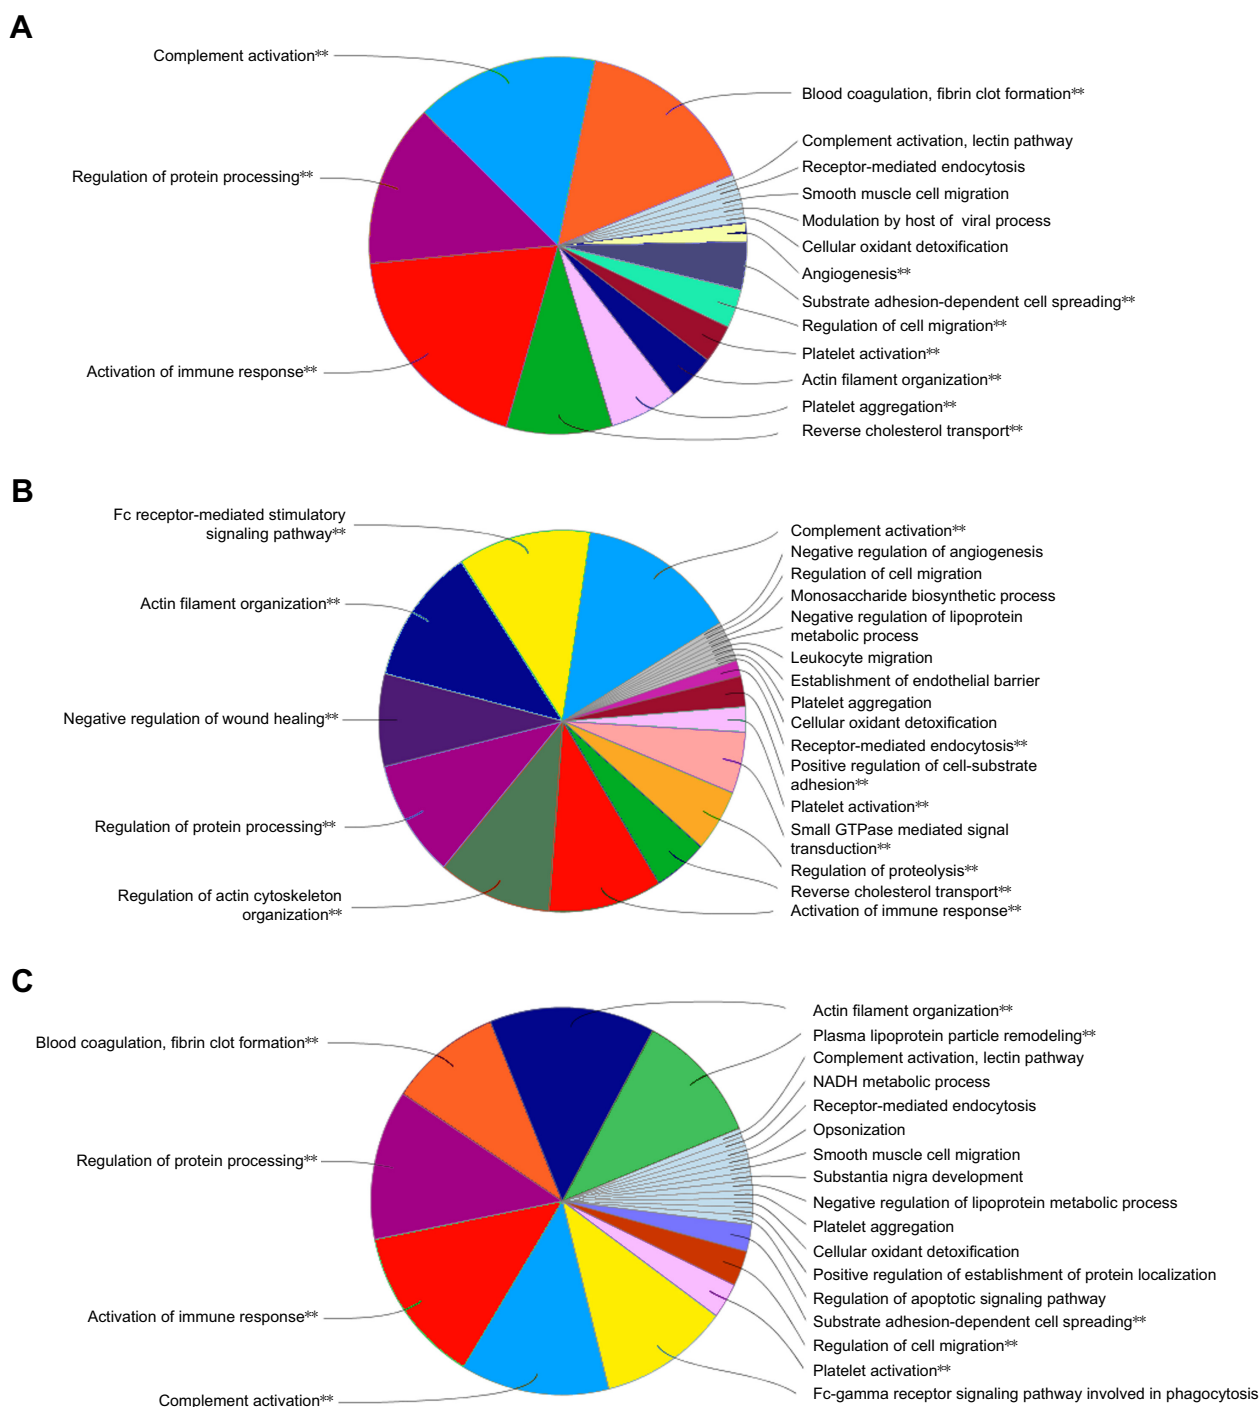 A
Complement activation**
Regulation of protein processing**
Activation of immune response**
Blood coagulation, fibrin clot formation**
Complement activation, lectin pathway
Receptor-mediated endocytosis
Smooth muscle cell migration
Modulation by host of viral process
Cellular oxidant detoxification
Angiogenesis**
Substrate adhesion-dependent cell spreading**
Regulation of cell migration**
Platelet activation**
Actin filament organization**
Platelet aggregation**
Reverse cholesterol transport**
B
Fc receptor-mediated stimulatory
signaling pathway**
Actin filament organization**
Negative regulation of wound healing**
Regulation of protein processing**
Regulation of actin cytoskeleton
organization**
Complement activation**
Negative regulation of angiogenesis
Regulation of cell migration
Monosaccharide biosynthetic process
Negative regulation of lipoprotein
metabolic process
Leukocyte migration
Establishment of endothelial barrier
Platelet aggregation
Cellular oxidant detoxification
Receptor-mediated endocytosis**
Positive regulation of cell-substrate
adhesion**
Platelet activation**
Small GTPase mediated signal
transduction**
Regulation of proteolysis**
Reverse cholesterol transport**
Activation of immune response**
C
Blood coagulation, fibrin clot formation**
Regulation of protein processing**
Activation of immune response**
Complement activation**
Actin filament organization**
Plasma lipoprotein particle remodeling**
Complement activation, lectin pathway
NADH metabolic process
Receptor-mediated endocytosis
Opsonization
Smooth muscle cell migration
Substantia nigra development
Negative regulation of lipoprotein metabolic process
Platelet aggregation
Cellular oxidant detoxification
Positive regulation of establishment of protein localization
Regulation of apoptotic signaling pathway
Substrate adhesion-dependent cell spreading**
Regulation of cell migration**
Platelet activation**
Fc-gamma receptor signaling pathway involved in phagocytosis